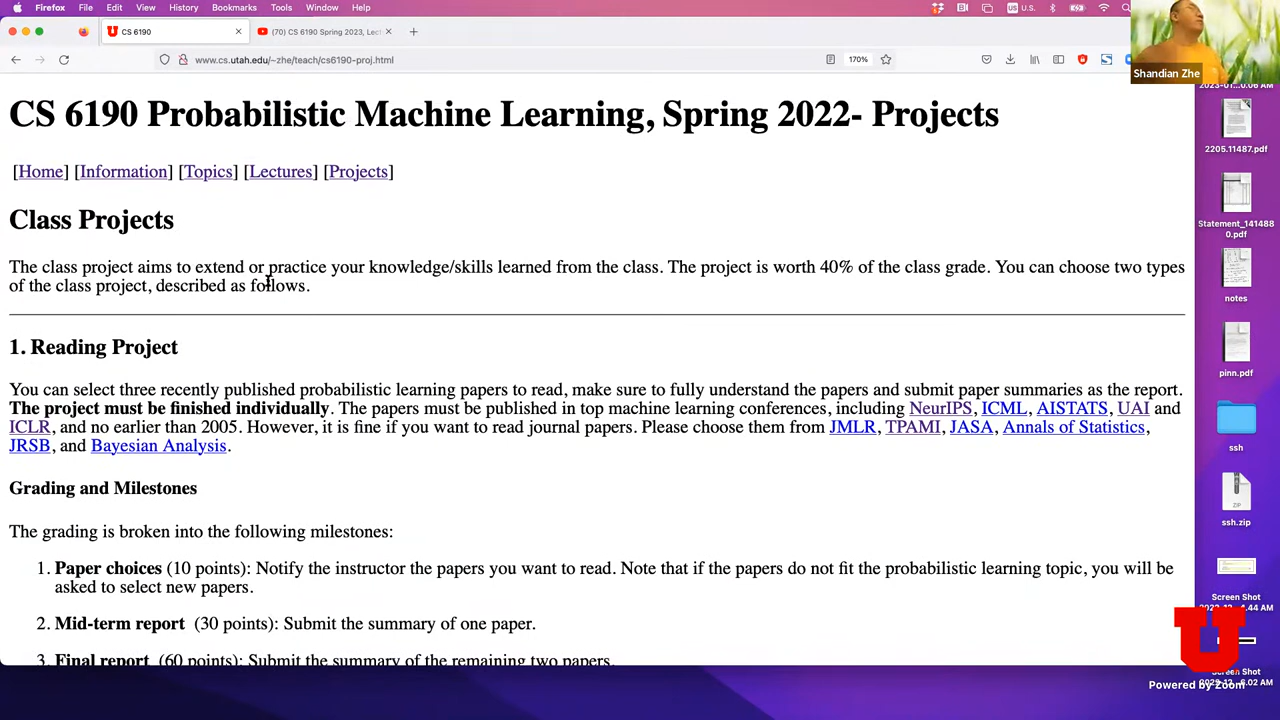 Firefox File Edit View History Bookmarks Tools Window Help U.S.
CS 6190 (70) CS 6190 Spring 2023, Lect
www.cs.utah.edu/~zhe/teach/cs6190-proj.html 170%
Shandian Zhe
CS 6190 Probabilistic Machine Learning, Spring 2022- Projects
[Home] [Information] [Topics] [Lectures] [Projects]
Class Projects
The class project aims to extend or practice your knowledge/skills learned from the class. The project is worth 40% of the class grade. You can choose two types
of the class project, described as follows.
1. Reading Project
You can select three recently published probabilistic learning papers to read, make sure to fully understand the papers and submit paper summaries as the report.
The project must be finished individually. The papers must be published in top machine learning conferences, including NeurIPS, ICML, AISTATS, UAI and
ICLR, and no earlier than 2005. However, it is fine if you want to read journal papers. Please choose them from JMLR, TPAMI, JASA, Annals of Statistics,
JRSB, and Bayesian Analysis.
Grading and Milestones
The grading is broken into the following milestones:
1. Paper choices (10 points): Notify the instructor the papers you want to read. Note that if the papers do not fit the probabilistic learning topic, you will be
asked to select new papers.
2. Mid-term report (30 points): Submit the summary of one paper.
3. Final report (60 points): Submit the summary of the remaining two papers.
2205.11487.pdf
Statement_141488
0.pdf
notes
pinn.pdf
ssh
ZIP
ssh.zip
Screen Shot
U
Powered by Zoom